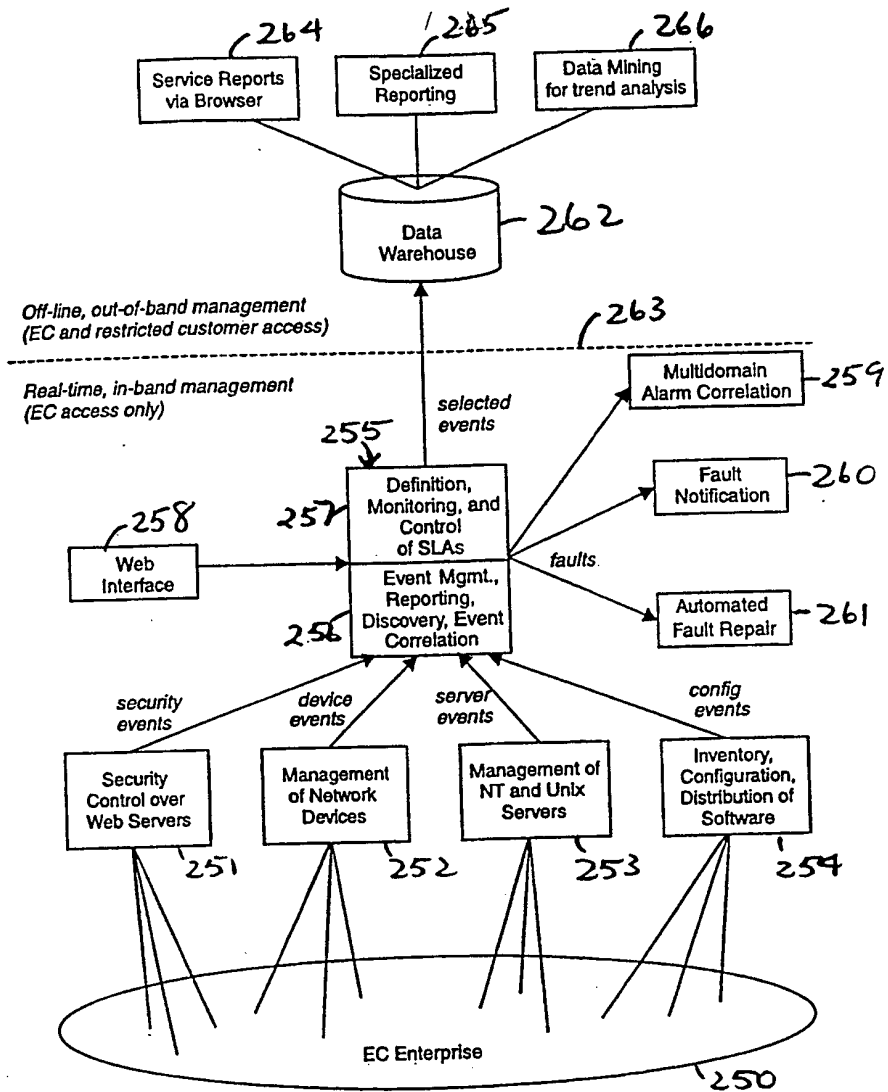 264
265
266
Service Reports
via Browser
Specialized
Reporting
Data Mining
for trend analysis
Data
Warehouse
262
Off-line, out-of-band management
(EC and restricted customer access)
263
Real-time, in-band management
(EC access only)
selected
events
Multidomain
Alarm Correlation
259
255
257
Definition,
Monitoring, and
Control
of SLAs
Fault
Notification
260
258
Web
Interface
faults
256
Event Mgmt.,
Reporting,
Discovery, Event
Correlation
Automated
Fault Repair
261
security
events
device
events
server
events
config
events
Security
Control over
Web Servers
251
Management
of Network
Devices
252
Management of
NT and Unix
Servers
253
Inventory,
Configuration,
Distribution of
Software
254
EC Enterprise
250